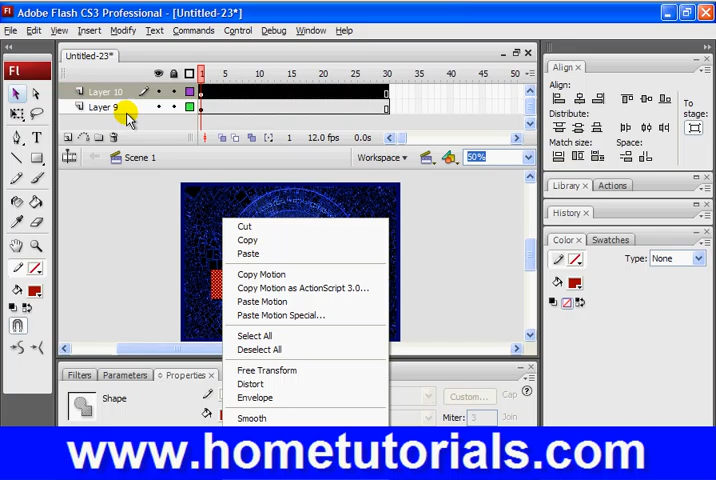 Adobe Flash CS3 Professional - [Untitled-23*]
File Edit View Insert Modify Text Commands Control Debug Window Help
Untitled-23*
1 5 10 15 20 25 30 35 40 45 50
Layer 10
Layer 9
1 12.0 fps 0.0s
Scene 1 Workspace 50%
Cut
Copy
Paste
Copy Motion
Copy Motion as ActionScript 3.0...
Paste Motion
Paste Motion Special...
Select All
Deselect All
Free Transform
Distort
Envelope
Smooth
Filters Parameters Properties
Shape
Custom... Cap
Miter: 3 Join
Align
Align:
Distribute:
Match size: Space:
To stage:
Library Actions
History
Color Swatches
Type: None
www.hometutorials.com